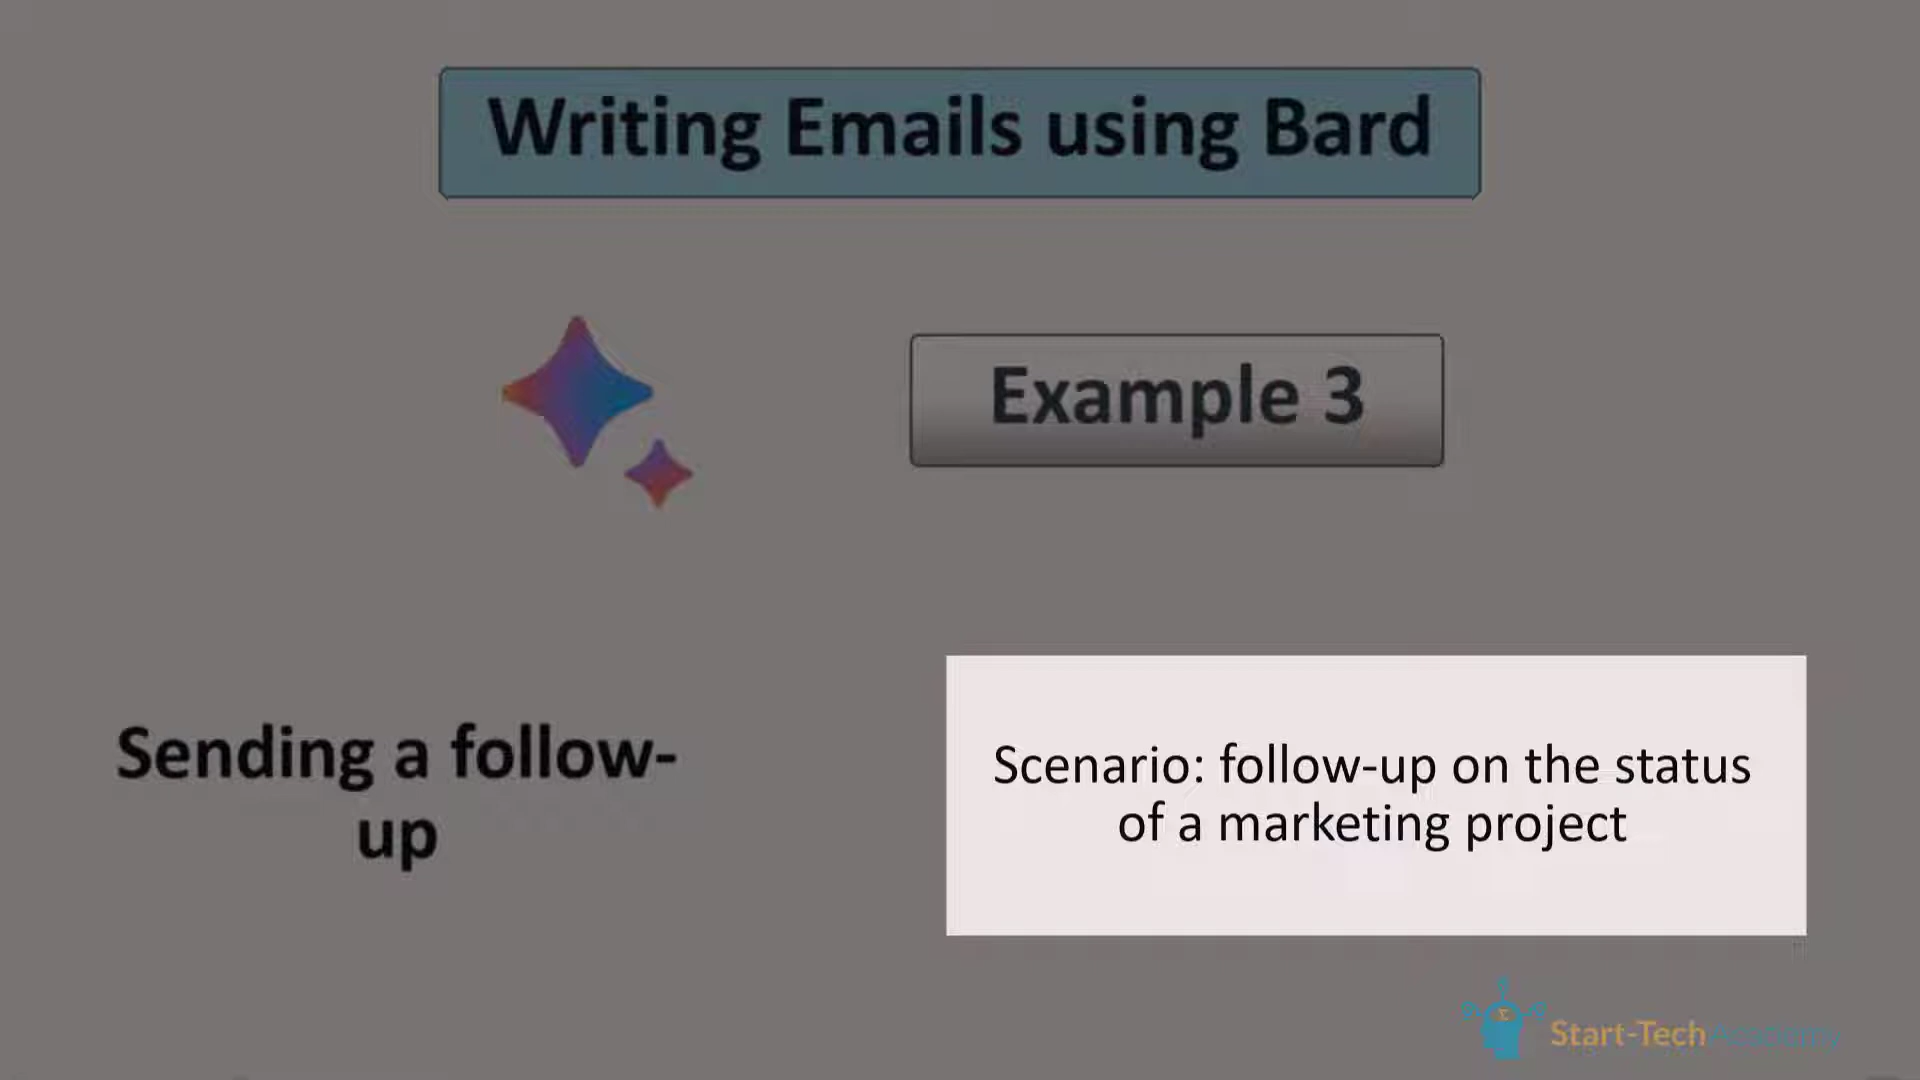 Writing Emails using Bard
Example 3
Sending a follow-
up
Scenario: follow-up on the status
of a marketing project
Start-Tech Academy